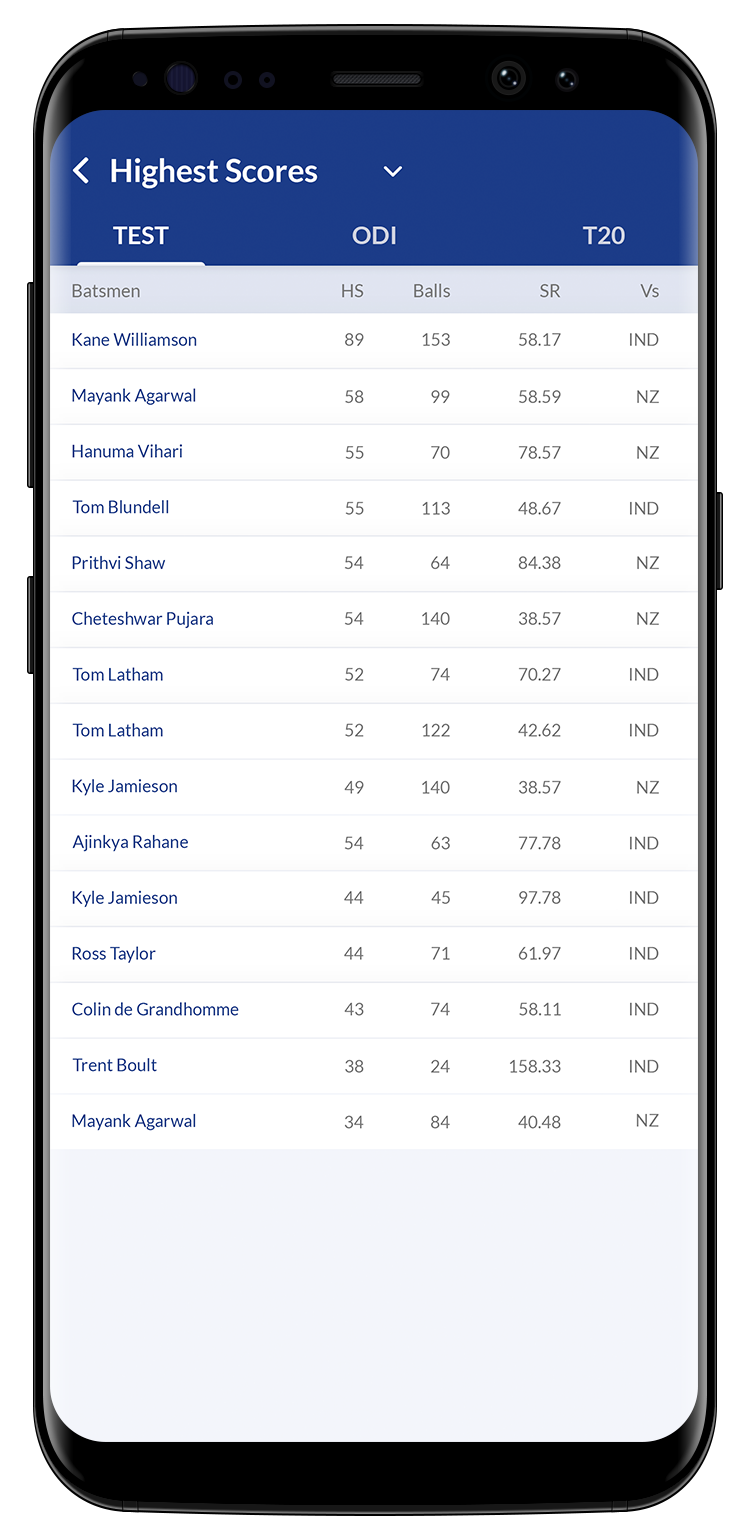 Highest Scores
TEST ODI T20
Batsmen HS Balls SR Vs
Kane Williamson 89 153 58.17 IND
Mayank Agarwal 58 99 58.59 NZ
Hanuma Vihari 55 70 78.57 NZ
Tom Blundell 55 113 48.67 IND
Prithvi Shaw 54 64 84.38 NZ
Cheteshwar Pujara 54 140 38.57 NZ
Tom Latham 52 74 70.27 IND
Tom Latham 52 122 42.62 IND
Kyle Jamieson 49 140 38.57 NZ
Ajinkya Rahane 54 63 77.78 IND
Kyle Jamieson 44 45 97.78 IND
Ross Taylor 44 71 61.97 IND
Colin de Grandhomme 43 74 58.11 IND
Trent Boult 38 24 158.33 IND
Mayank Agarwal 34 84 40.48 NZ